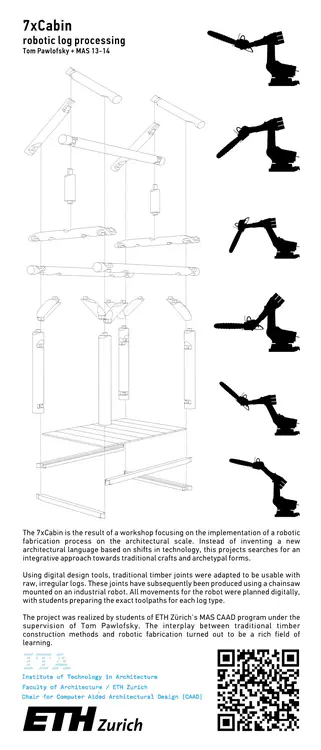 7xCabin
robotic log processing
Tom Pawlofsky + MAS 13-14
The 7xCabin is the result of a workshop focusing on the implementation of a robotic
fabrication process on the architectural scale. Instead of inventing a new
architectural language based on shifts in technology, this projects searches for an
integrative approach towards traditional crafts and archetypal forms.
Using digital design tools, traditional timber joints were adapted to be usable with
raw, irregular logs. These joints have subsequently been produced using a chainsaw
mounted on an industrial robot. All movements for the robot were planned digitally,
with students preparing the exact toolpaths for each log type.
The project was realized by students of ETH Zürich's MAS CAAD program under the
supervision of Tom Pawlofsky. The interplay between traditional timber
construction methods and robotic fabrication turned out to be a rich field of
learning.
ITA
Institute of Technology in Architecture
Faculty of Architecture / ETH Zurich
Chair for Computer Aided Architectural Design (CAAD)
ETH Zurich